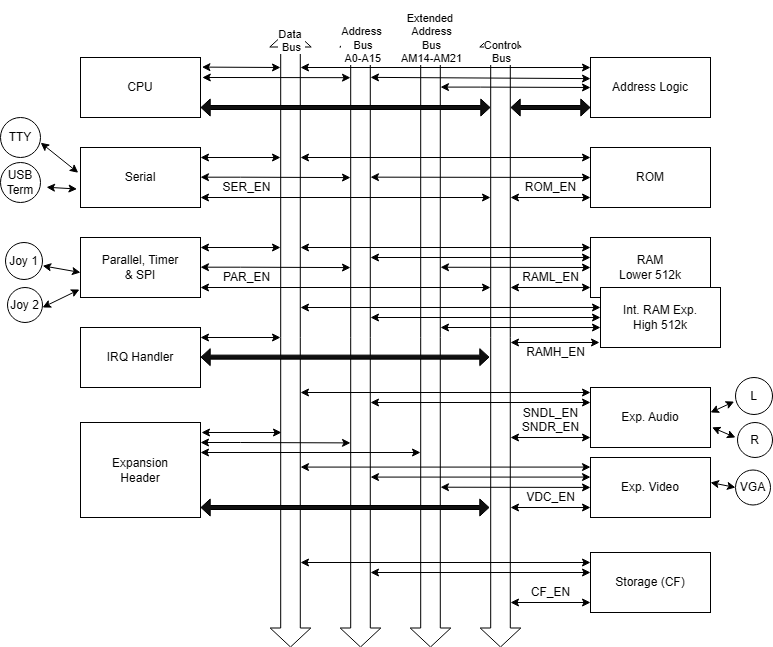 Data
Bus
Address
Bus
A0-A15
Extended
Address
Bus
AM14-AM21
Control
Bus
CPU
Address Logic
TTY
USB
Term
Serial
SER_EN
ROM_EN
ROM
Joy 1
Joy 2
Parallel, Timer
& SPI
PAR_EN
RAML_EN
RAM
Lower 512k
Int. RAM Exp.
High 512k
RAMH_EN
IRQ Handler
SNDL_EN
SNDR_EN
Exp. Audio
L
R
Expansion
Header
VDC_EN
Exp. Video
VGA
CF_EN
Storage (CF)